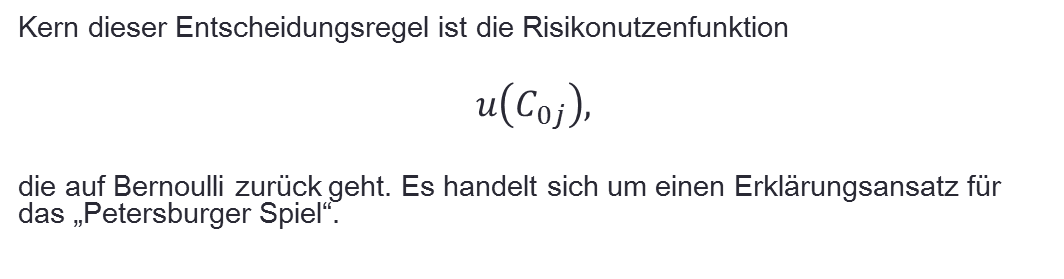 Kern dieser Entscheidungsregel ist die Risikonutzenfunktion
u(C₀ⱼ),
die auf Bernoulli zurück geht. Es handelt sich um einen Erklärungsansatz für
das „Petersburger Spiel“.